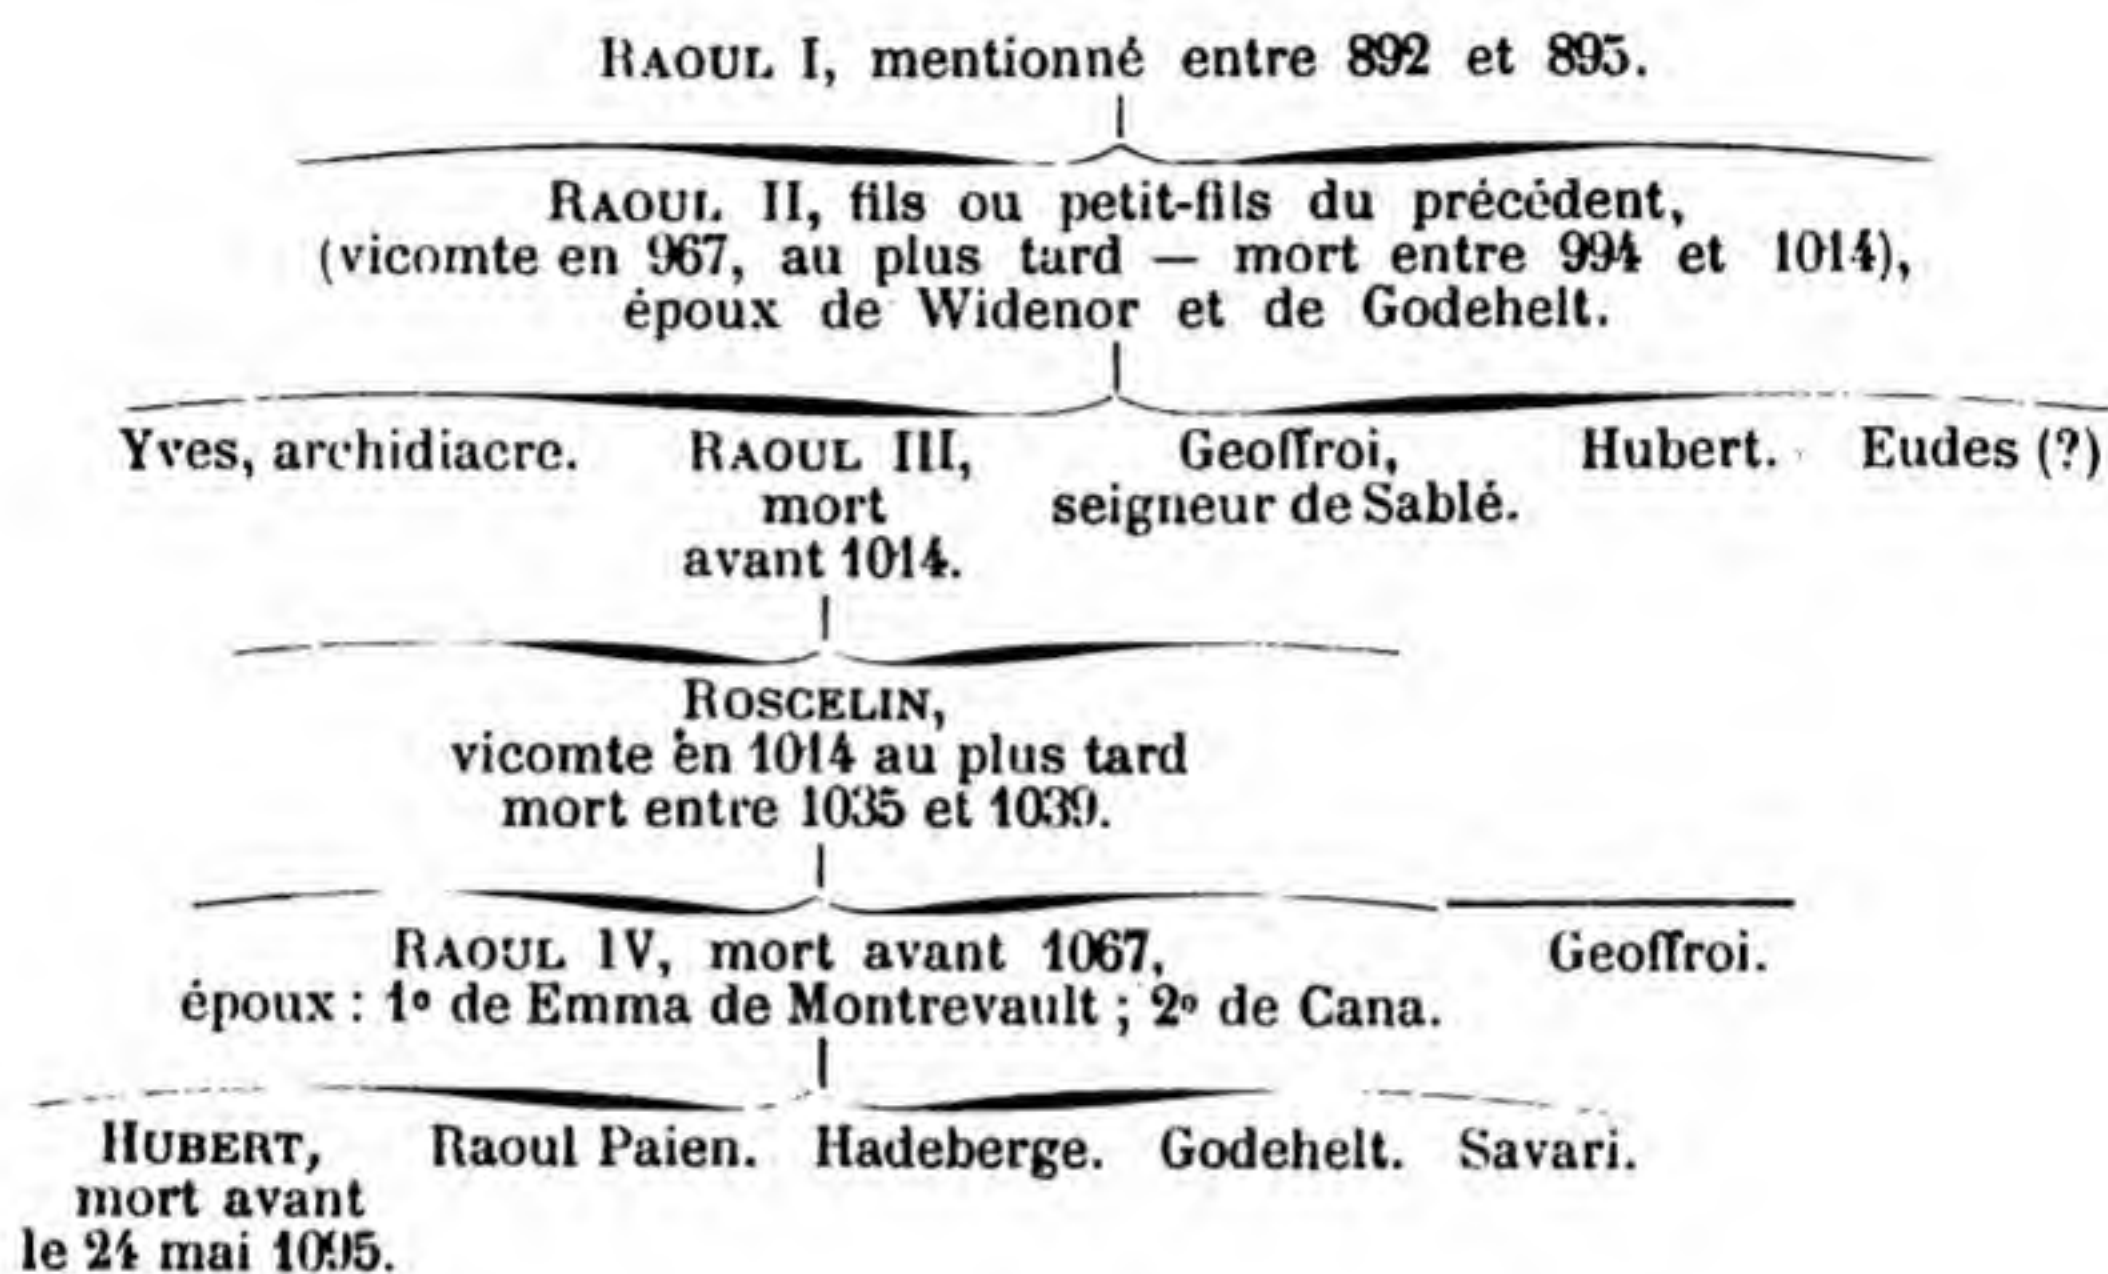 RAOUL I, mentionné entre 892 et 895.
RAOUL II, fils ou petit-fils du précédent,
(vicomte en 967, au plus tard — mort entre 994 et 1014),
époux de Widenor et de Godehelt.
Yves, archidiacre. RAOUL III, Geoffroi, Hubert. Eudes (?)
mort seigneur de Sablé.
avant 1014.
ROSCELIN,
vicomte en 1014 au plus tard
mort entre 1035 et 1039.
RAOUL IV, mort avant 1067, Geoffroi.
époux : 1º de Emma de Montrevault ; 2º de Cana.
HUBERT, Raoul Paien. Hadeberge. Godehelt. Savari.
mort avant
le 24 mai 1095.